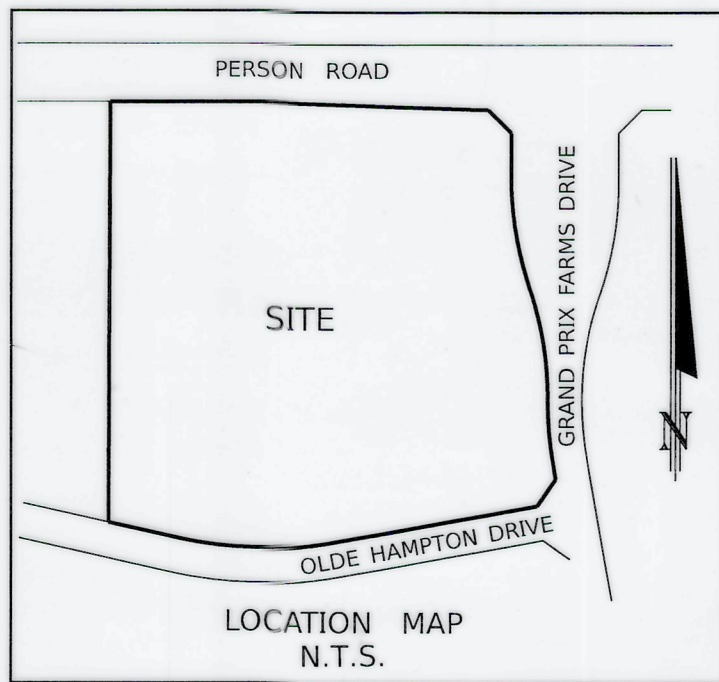 PERSON ROAD
GRAND PRIX FARMS DRIVE
SITE
N
OLDE HAMPTON DRIVE
LOCATION MAP
N.T.S.